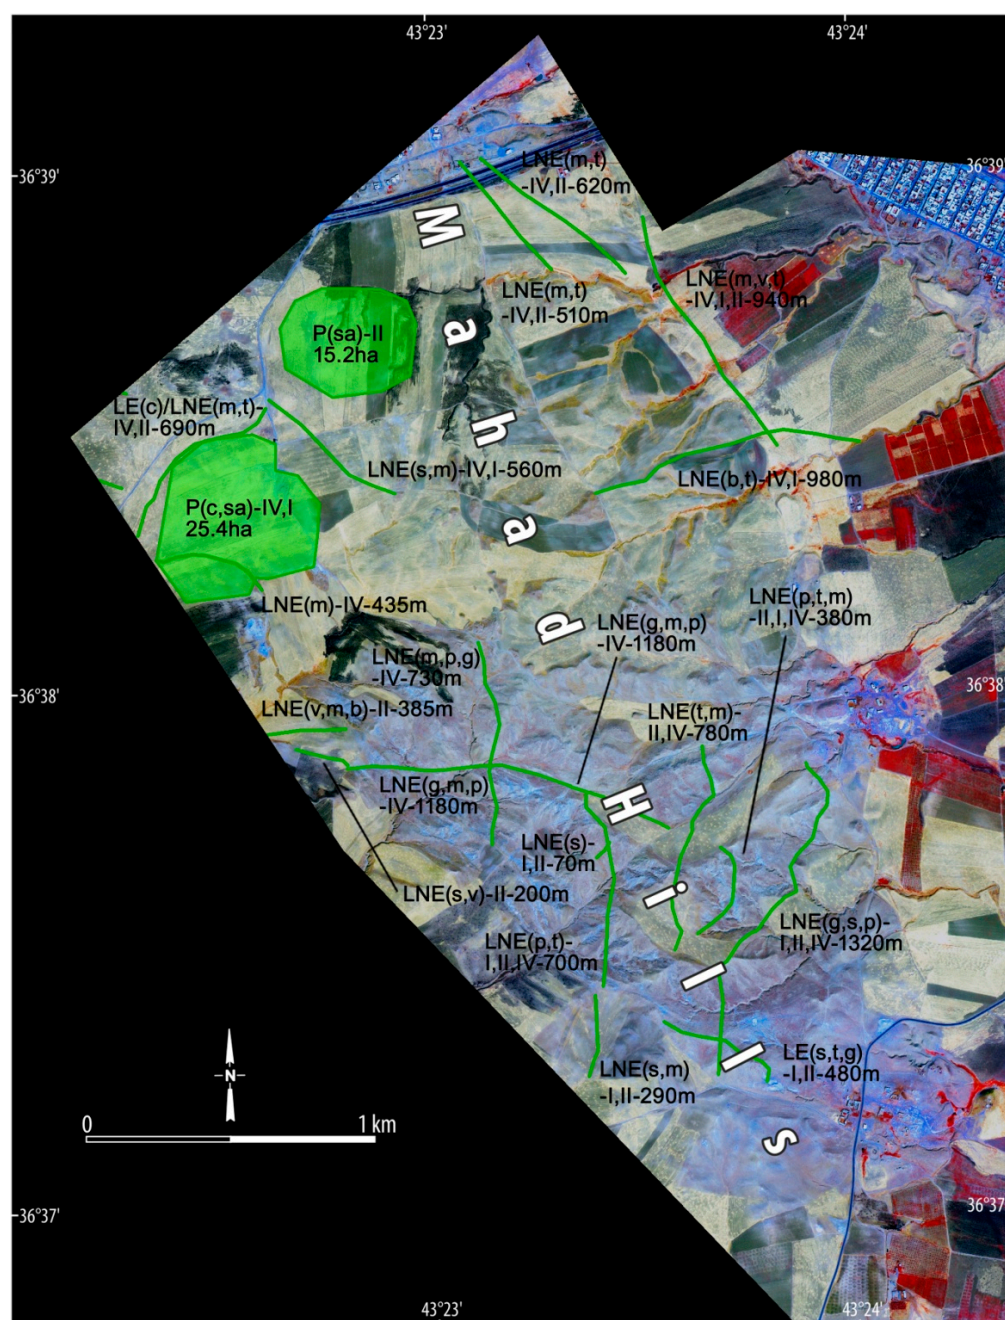 43°23'
43°24'
36°39'
36°39'
LNE(m,t)
-IV,II-620m
LNE(m,t)
-IV,II-510m
LNE(m,v,t)
-IV,I,II-940m
P(sa)-II
15.2ha
LE(c)/LNE(m,t)-
IV,II-690m
LNE(s,m)-IV,I-560m
LNE(b,t)-IV,I-980m
P(c,sa)-IV,I
25.4ha
LNE(m)-IV-435m
LNE(p,t,m)
-II,I,IV-380m
LNE(g,m,p)
-IV-1180m
LNE(m,p,g)
-IV-730m
36°38'
36°38'
LNE(v,m,b)-II-385m
LNE(t,m)-
II,IV-780m
LNE(g,m,p)
-IV-1180m
LNE(s)-
I,II-70m
LNE(s,v)-II-200m
LNE(g,s,p)-
I,II,IV-1320m
LNE(p,t)-
I,II,IV-700m
LNE(s,m)
-I,II-290m
LE(s,t,g)
-I,II-480m
Mahad Hills
N
0 1 km
36°37'
36°37'
43°23'
43°24'